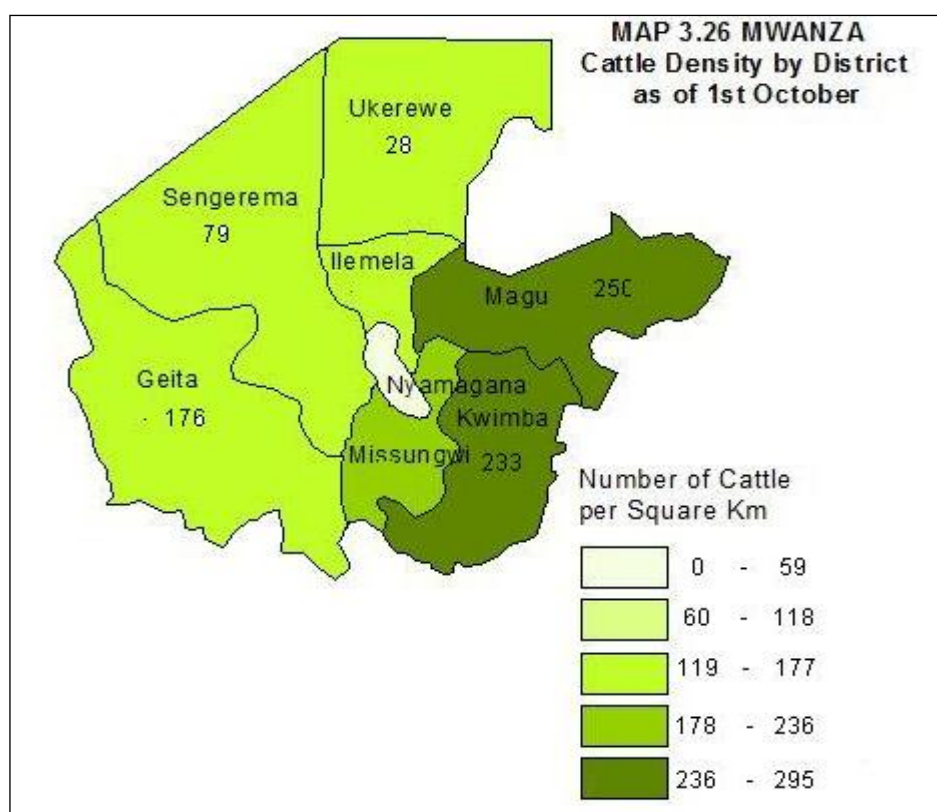 MAP 3.26 MWANZA
Cattle Density by District
as of 1st October
Ukerewe
28
Sengerema
79
Ilemela
Magu 250
Geita
176
Nyamagana
Kwimba
233
Missungwi
Number of Cattle
per Square Km
0 - 59
60 - 118
119 - 177
178 - 236
236 - 295